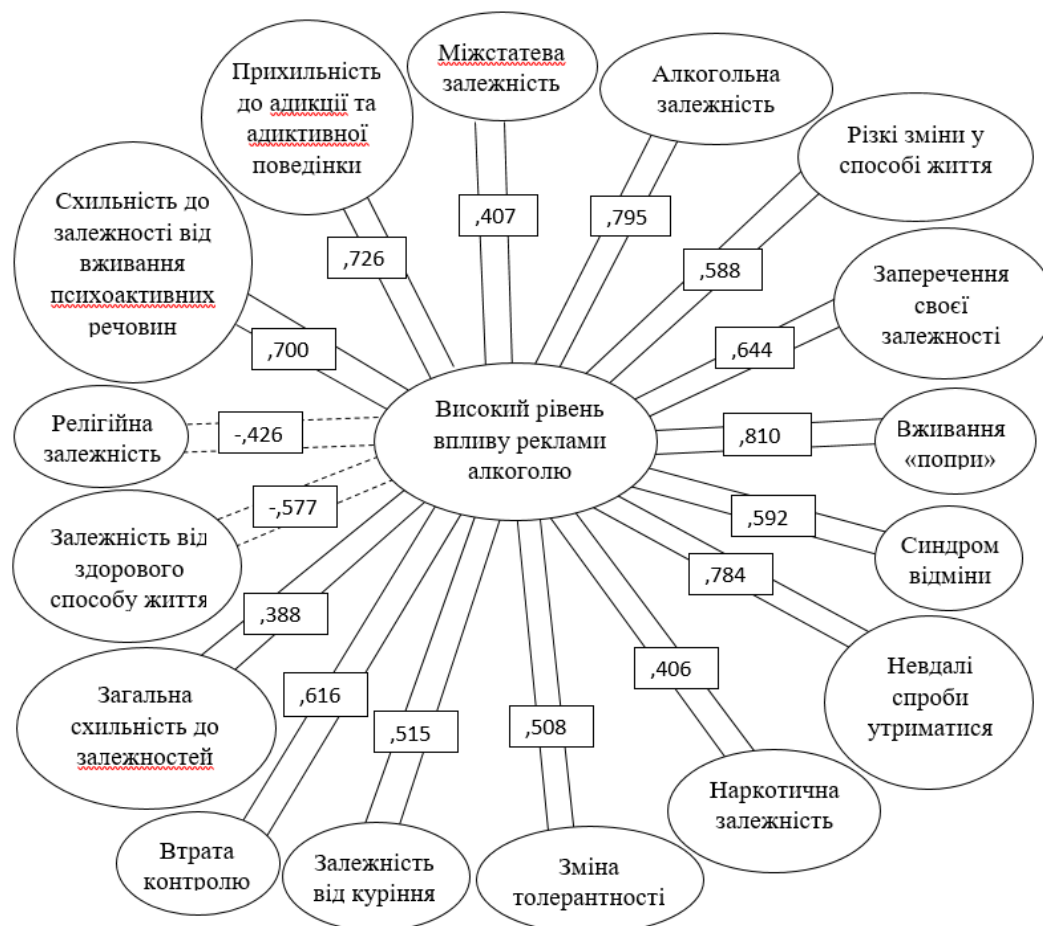 Міжстатева
залежність
Алкогольна
залежність
Прихильність
до адикції та
адиктивної
поведінки
Різкі зміни у
способі життя
Схильність до
залежності від
вживання
психоактивних
речовин
,407
,795
,726
,588
Заперечення
своєї
залежності
,700
,644
Високий рівень
впливу реклами
алкоголю
Релігійна
залежність
-,426
,810
Вживання
«попри»
-,577
,592
Залежність від
здорового
способу життя
Синдром
відміни
,784
,388
,406
Невдалі
спроби
утриматися
Загальна
схильність до
залежностей
,616
,515
,508
Наркотична
залежність
Втрата
контролю
Залежність
від куріння
Зміна
толерантності